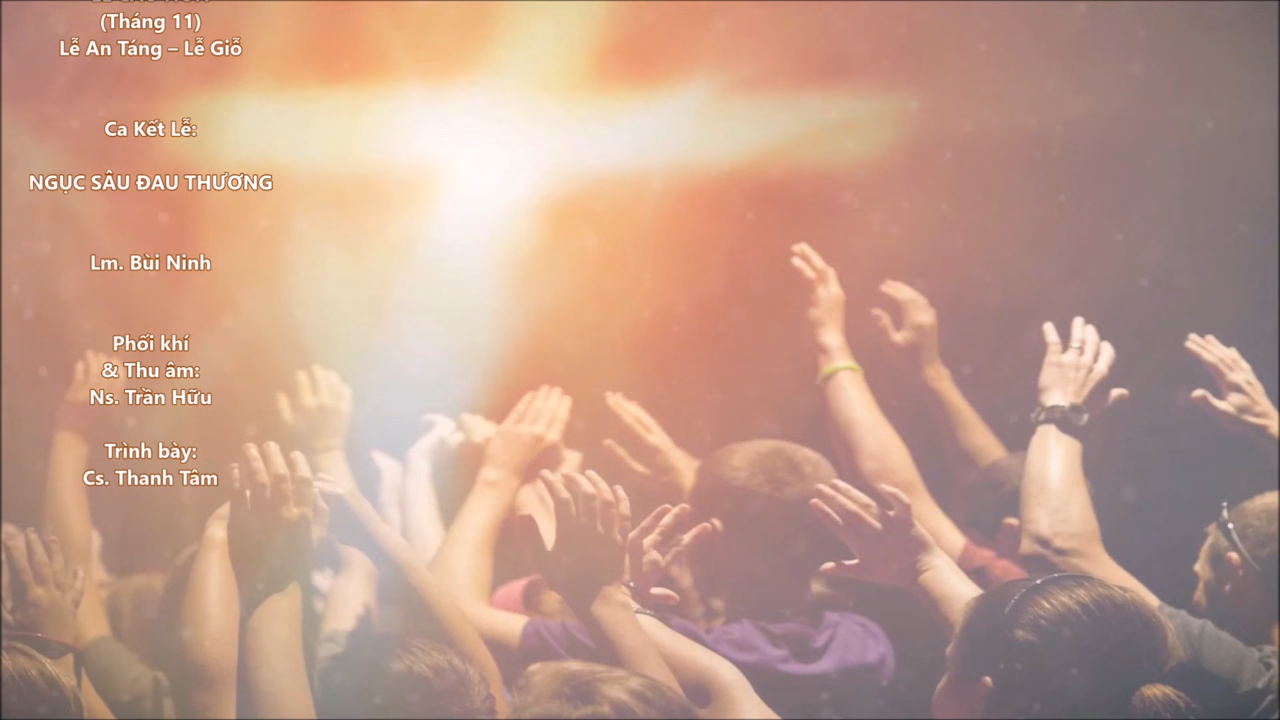 (Tháng 11)
Lễ An Táng – Lễ Giỗ
Ca Kết Lễ:
NGỤC SÂU ĐAU THƯƠNG
Lm. Bùi Ninh
Phối khí
& Thu âm:
Ns. Trần Hữu
Trình bày:
Cs. Thanh Tâm